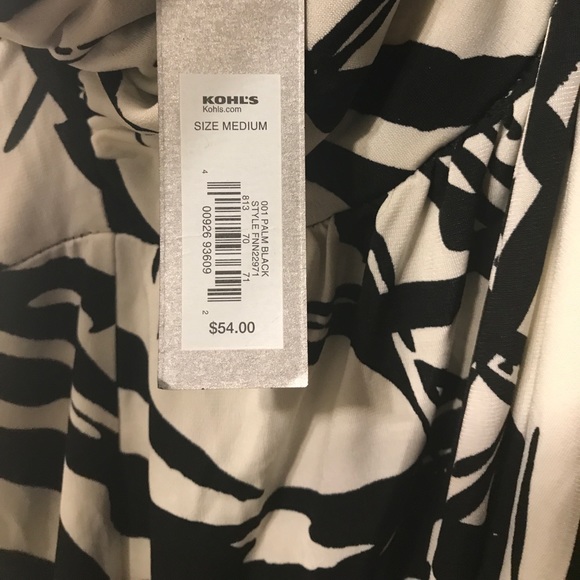 KOHL'S
Kohls.com
SIZE MEDIUM
001 PALM BLACK
STYLE FNN22971
813 70 71
4 00926 93609 2
$54.00